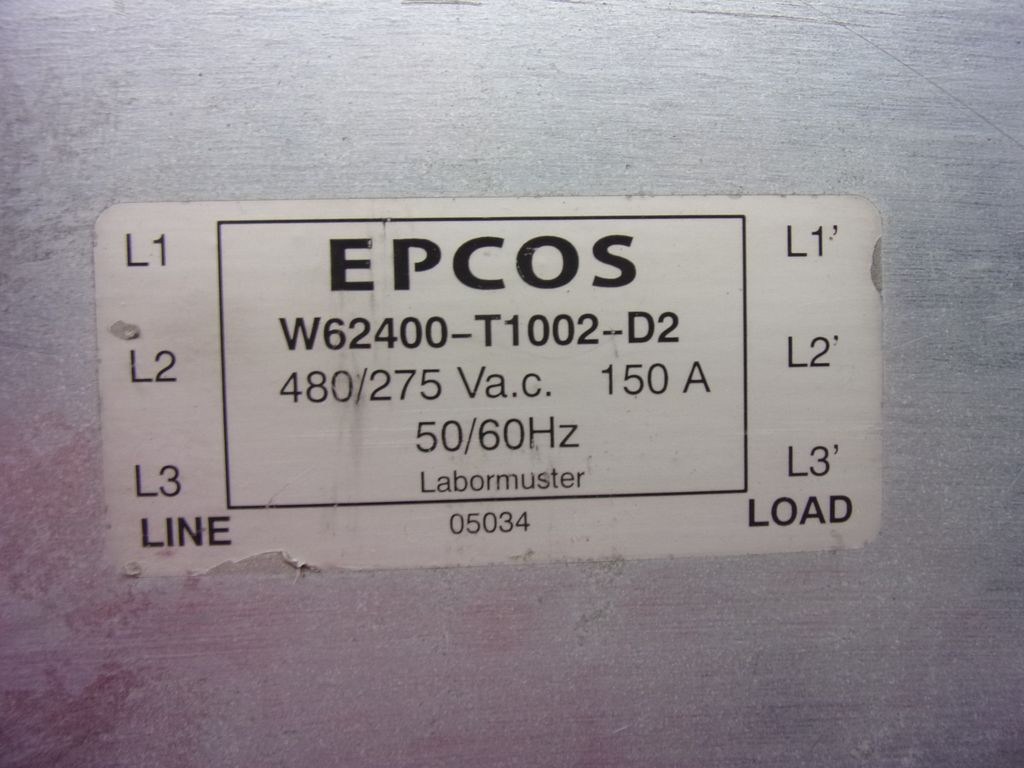 EPCOS
W62400-T1002-D2
480/275 Va.c. 150 A
50/60Hz
Labormuster
05034
L1
L2
L3
LINE
L1'
L2'
L3'
LOAD